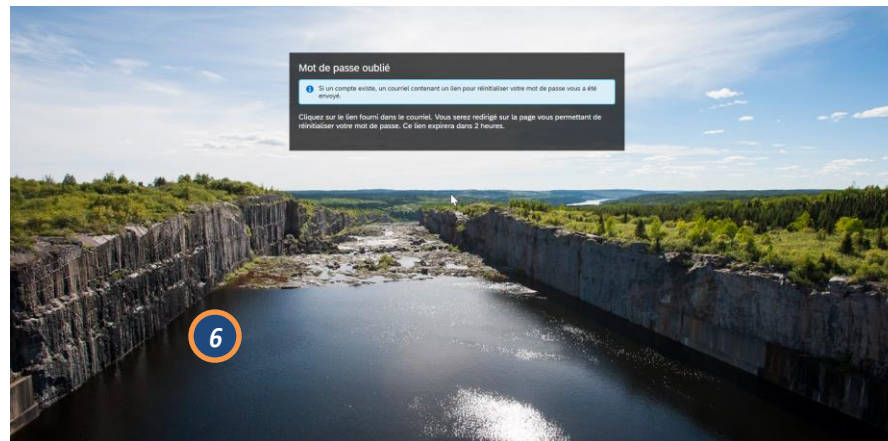 Mot de passe oublié
Si un compte existe, un courriel contenant un lien pour réinitialiser votre mot de passe vous a été
envoyé.
Cliquez sur le lien fourni dans le courriel. Vous serez redirigé sur la page vous permettant de
réinitialiser votre mot de passe. Ce lien expirera dans 2 heures.
6